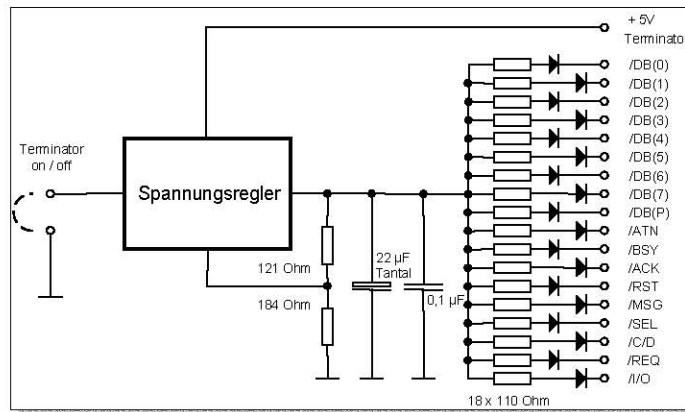 + 5V
Terminator
/DB(0)
/DB(1)
/DB(2)
/DB(3)
/DB(4)
/DB(5)
/DB(6)
/DB(7)
/DB(P)
/ATN
/BSY
/ACK
/RST
/MSG
/SEL
/C/D
/REQ
/I/O
18 x 110 Ohm
Terminator
on / off
Spannungsregler
121 Ohm
184 Ohm
22 µF
Tantal
0,1 µF